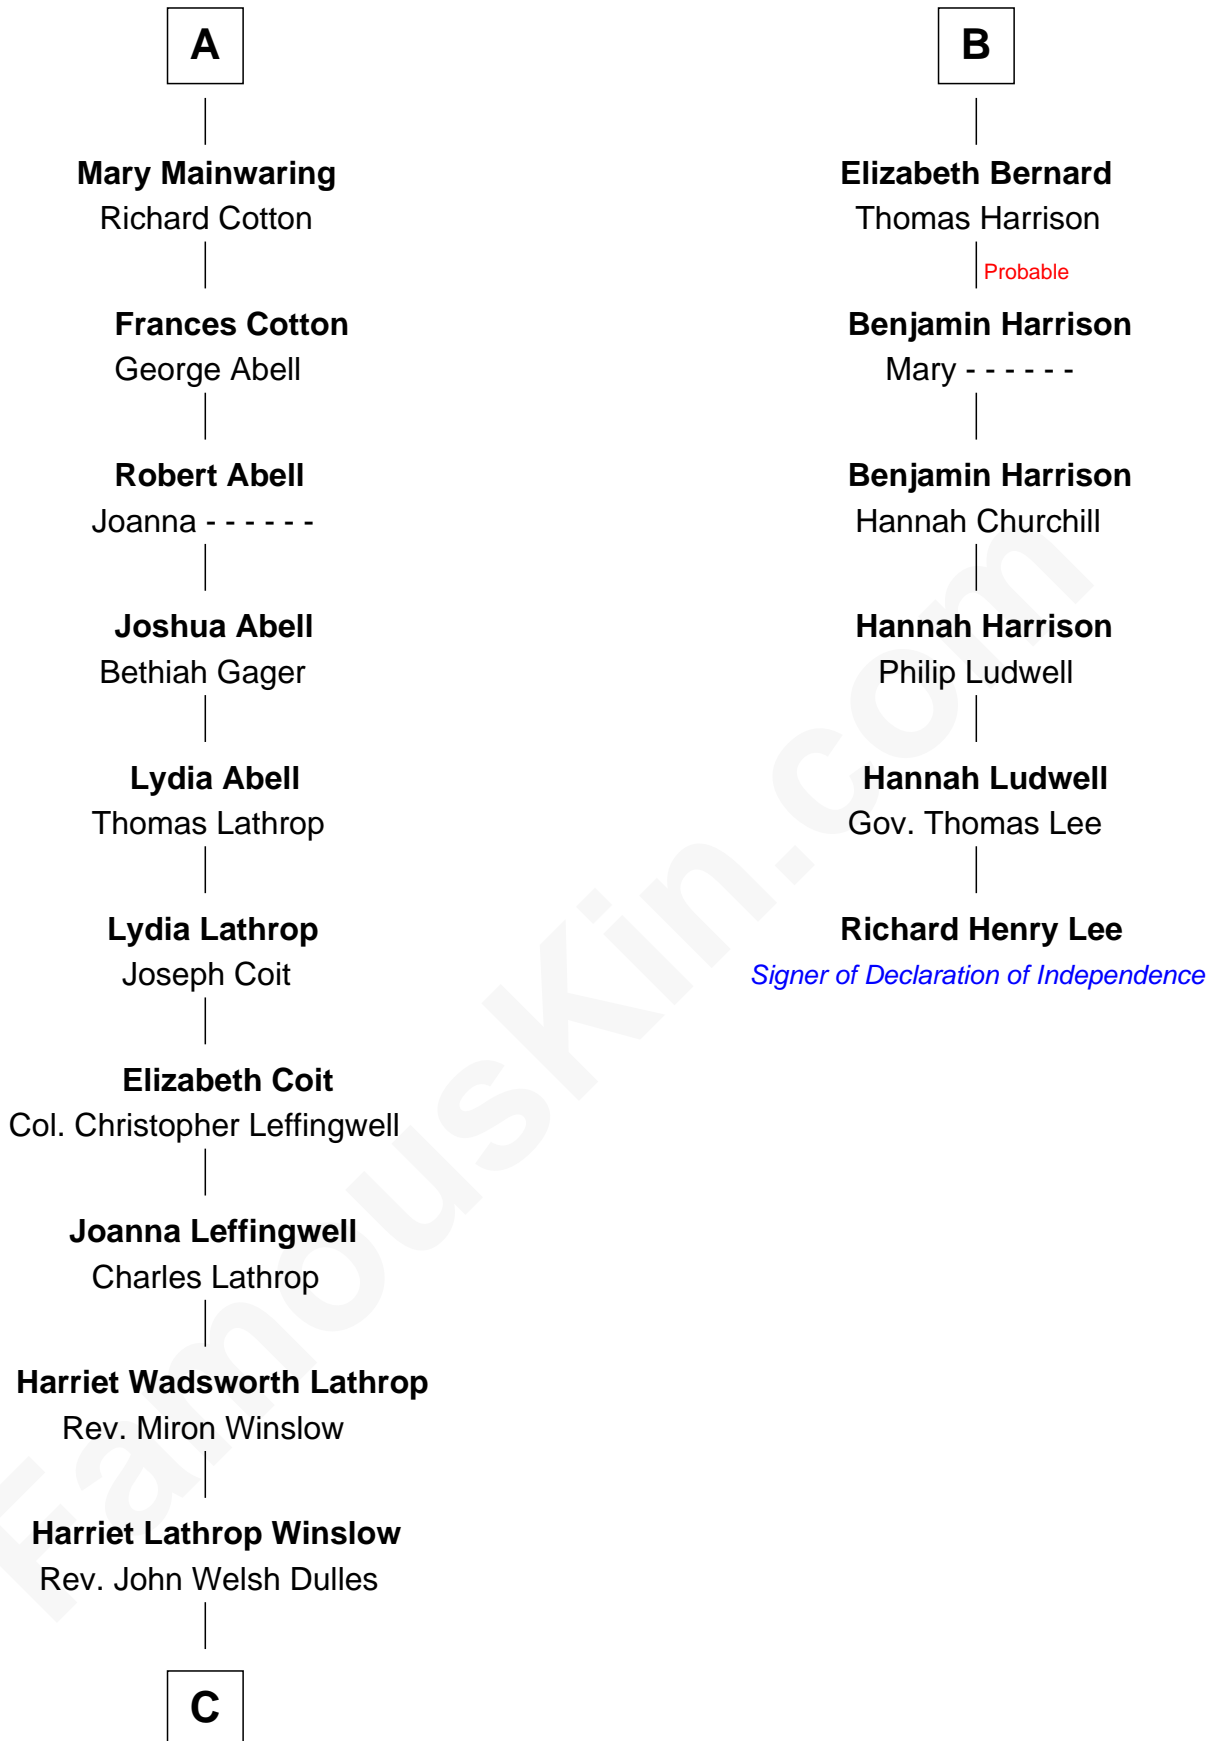 A
Mary Mainwaring
Richard Cotton
Frances Cotton
George Abell
Robert Abell
Joanna - - - - - -
Joshua Abell
Bethiah Gager
Lydia Abell
Thomas Lathrop
Lydia Lathrop
Joseph Coit
Elizabeth Coit
Col. Christopher Leffingwell
Joanna Leffingwell
Charles Lathrop
Harriet Wadsworth Lathrop
Rev. Miron Winslow
Harriet Lathrop Winslow
Rev. John Welsh Dulles
C
B
Elizabeth Bernard
Thomas Harrison
Probable
Benjamin Harrison
Mary - - - - - -
Benjamin Harrison
Hannah Churchill
Hannah Harrison
Philip Ludwell
Hannah Ludwell
Gov. Thomas Lee
Richard Henry Lee
Signer of Declaration of Independence
FamousKin.com